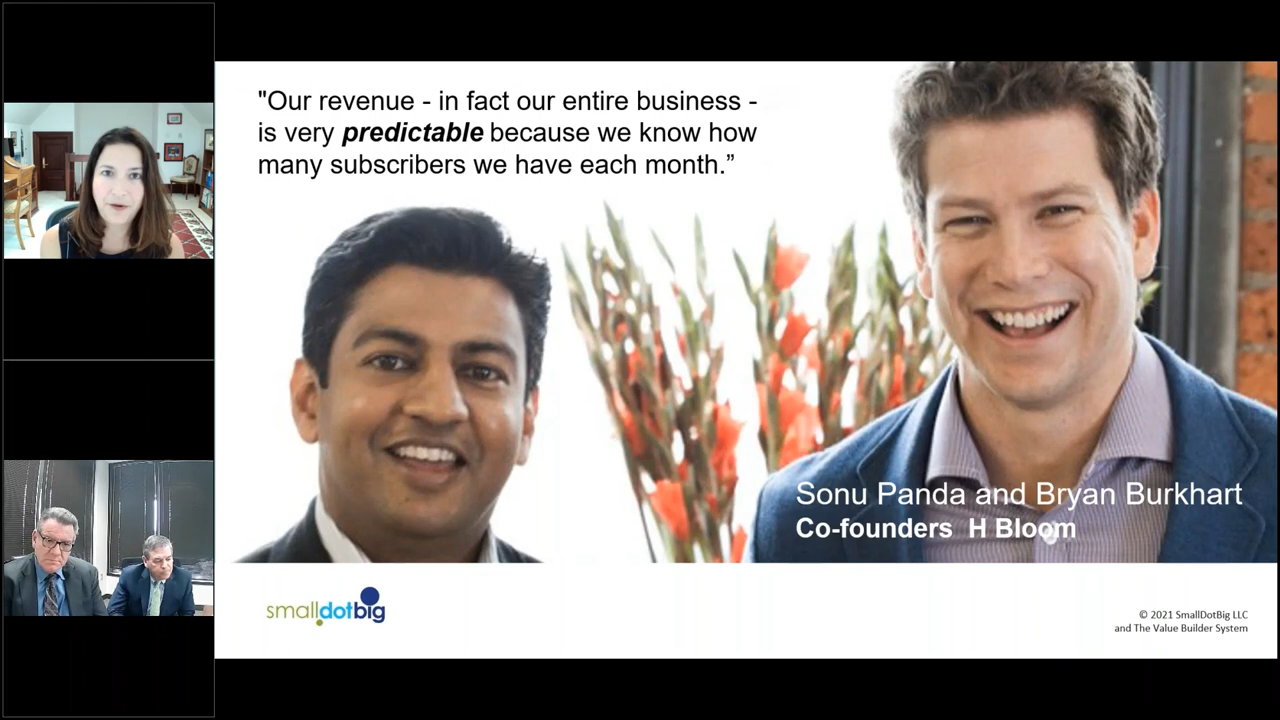 "Our revenue - in fact our entire business -
is very predictable because we know how
many subscribers we have each month.”
Sonu Panda and Bryan Burkhart
Co-founders H Bloom
smalldotbig
© 2021 SmallDotBig LLC
and The Value Builder System